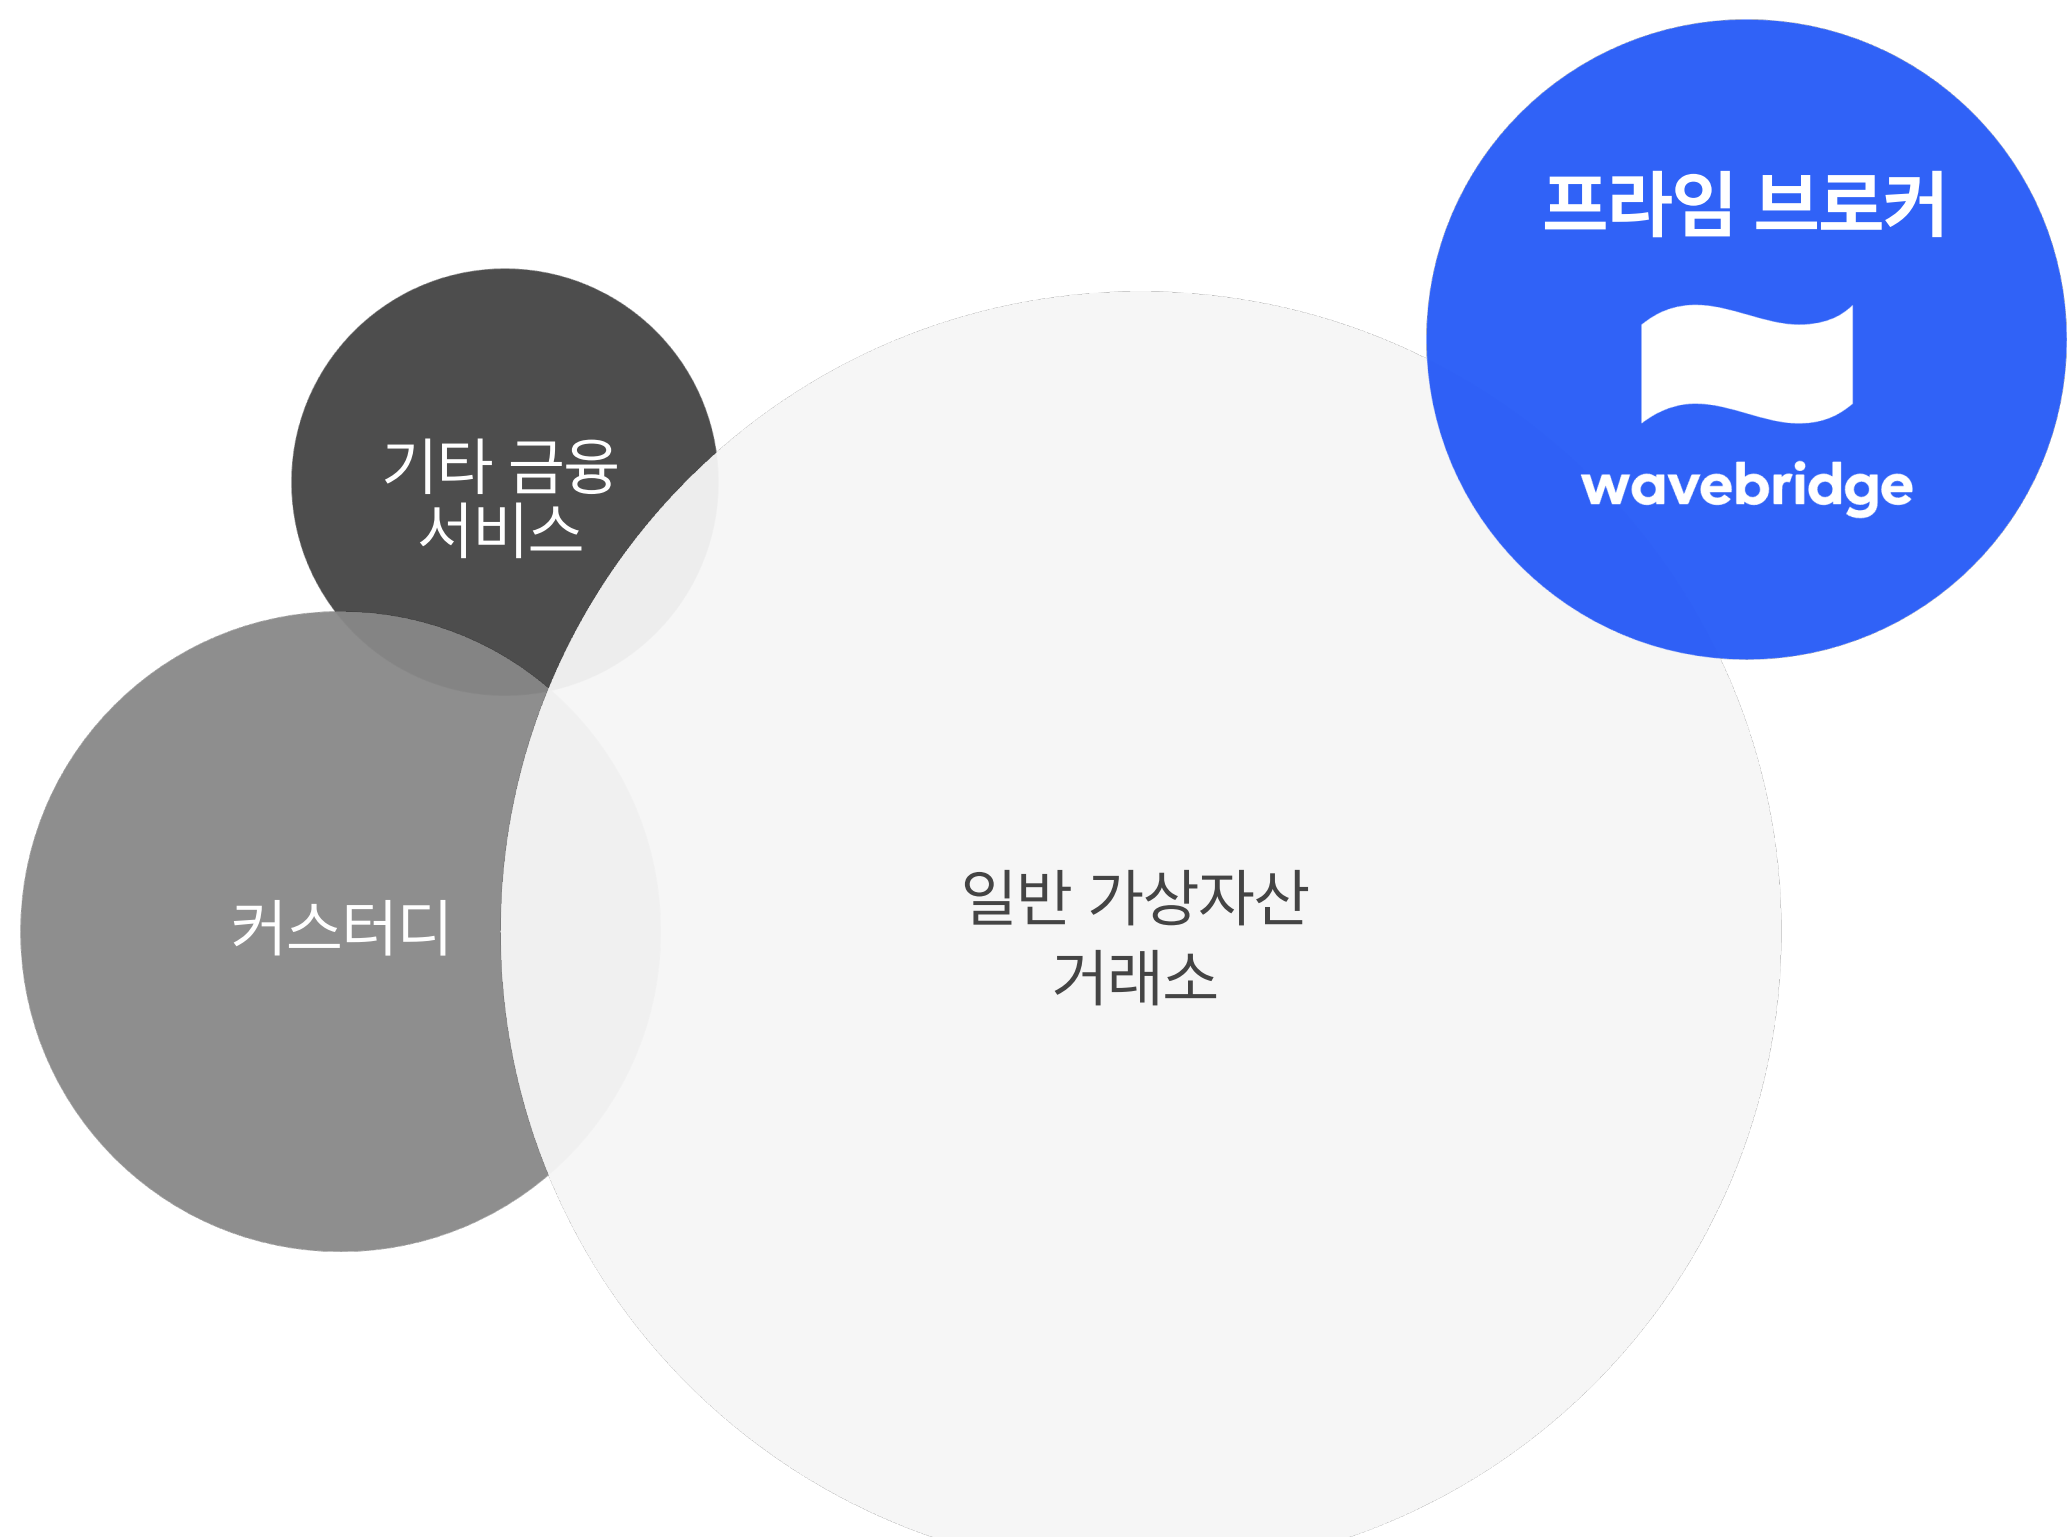 프라임 브로커
wavebridge
기타 금융
서비스
커스터디
일반 가상자산
거래소